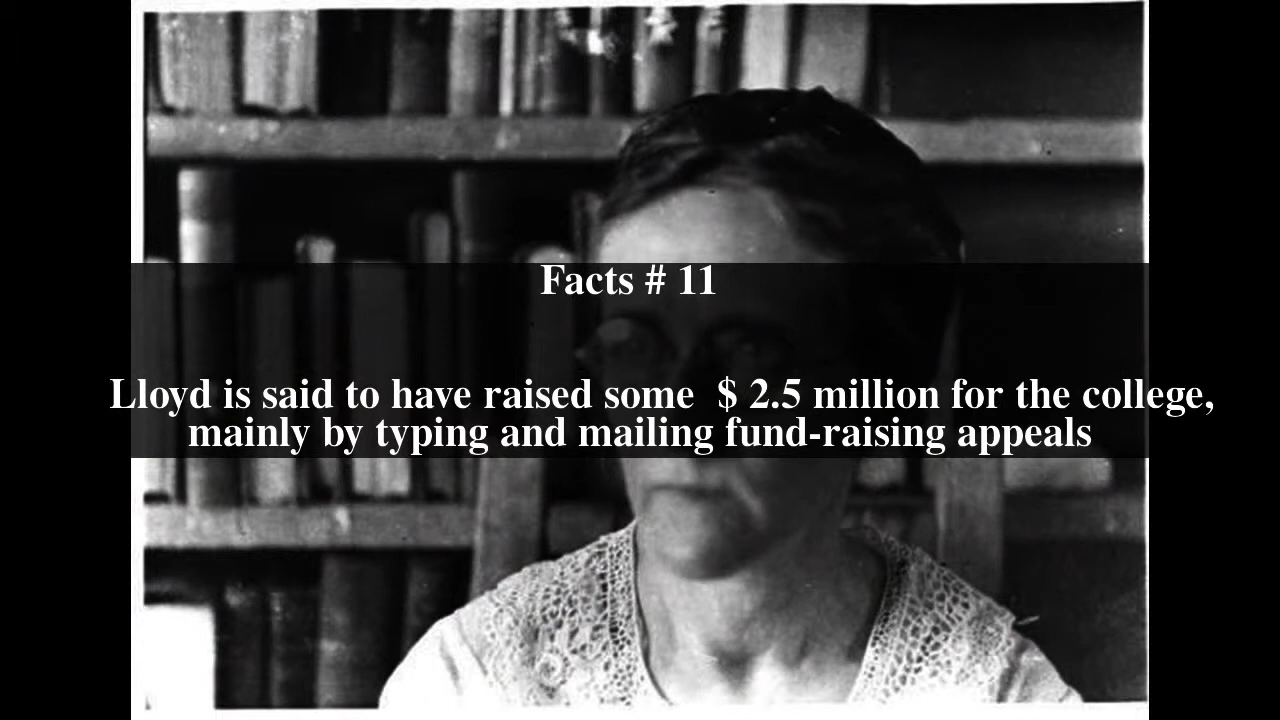 Facts # 11
Lloyd is said to have raised some  $ 2.5 million for the college,
mainly by typing and mailing fund-raising appeals